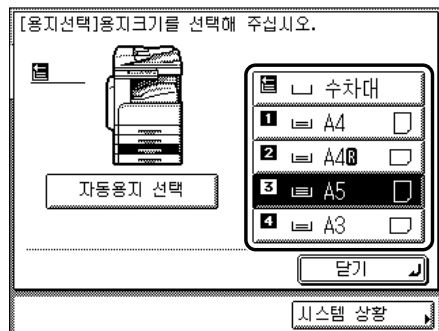 [용지선택]용지크기를 선택해 주십시오.
수차대
1 A4
2 A4R
자동용지 선택
3 A5
4 A3
닫기
시스템 상황